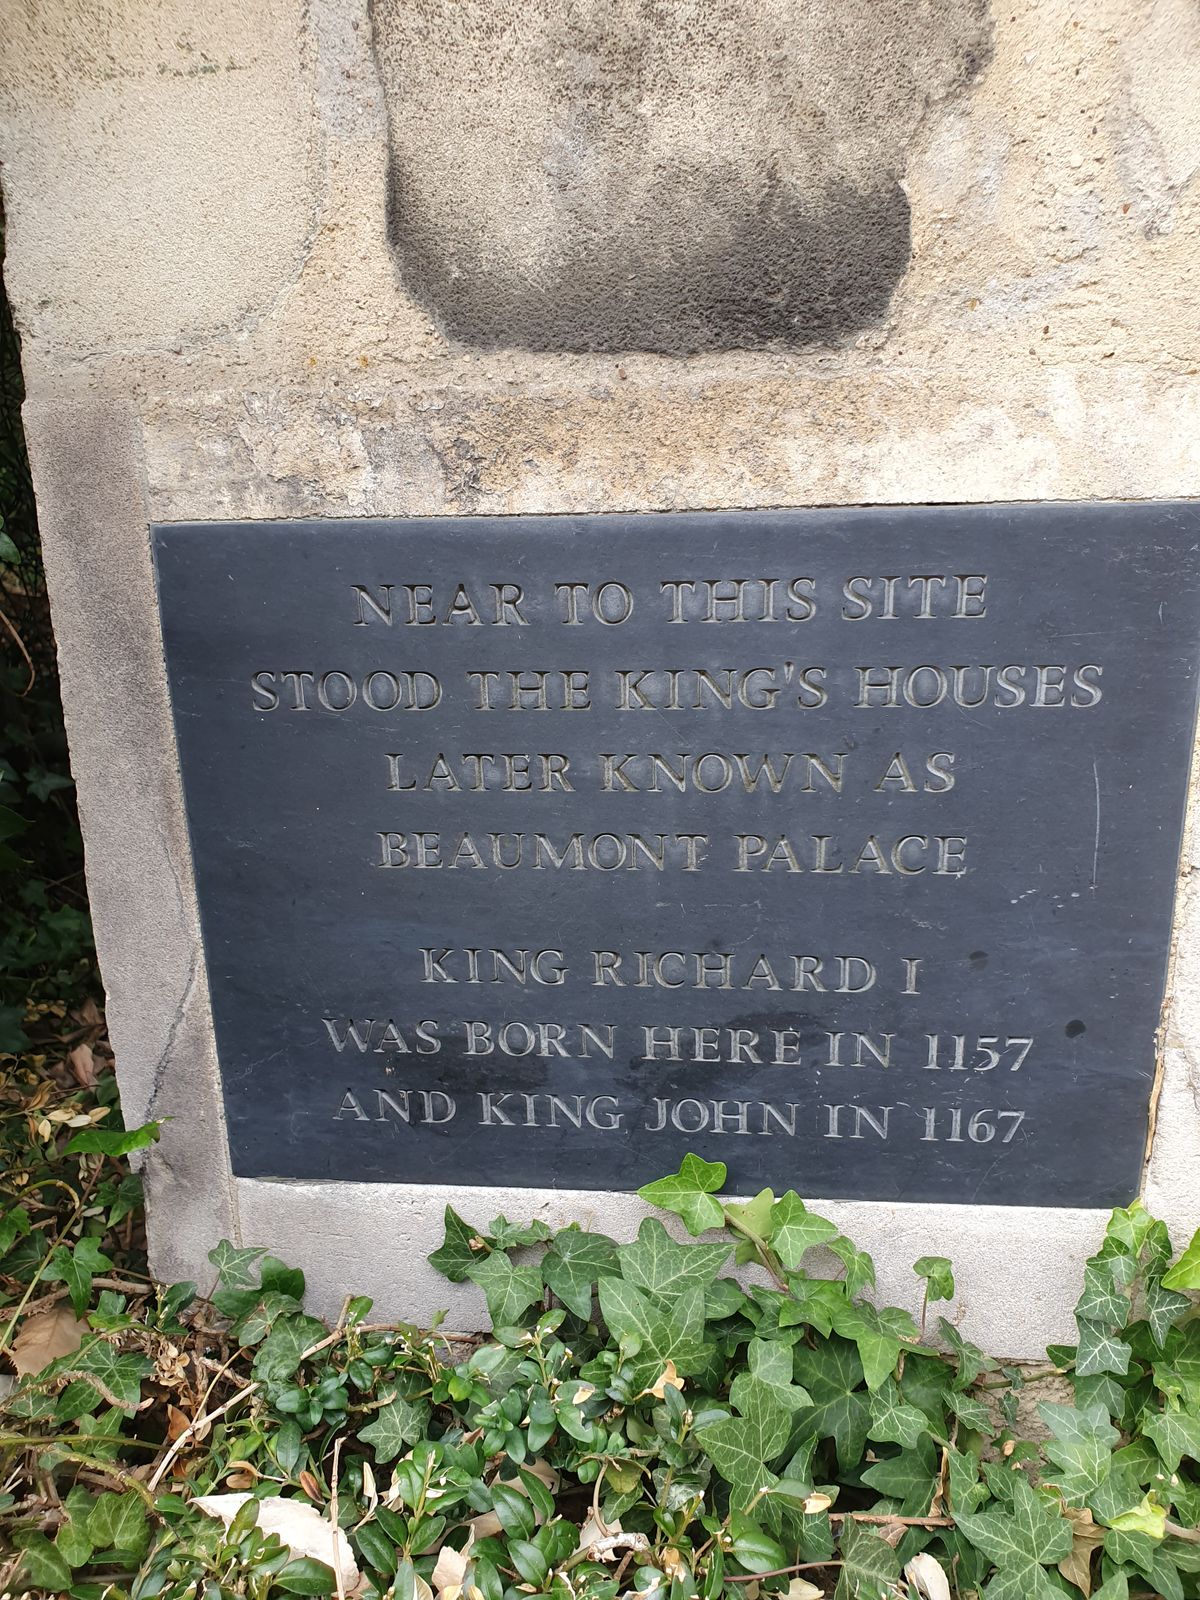 NEAR TO THIS SITE
STOOD THE KING'S HOUSES
LATER KNOWN AS
BEAUMONT PALACE
KING RICHARD I
WAS BORN HERE IN 1157
AND KING JOHN IN 1167